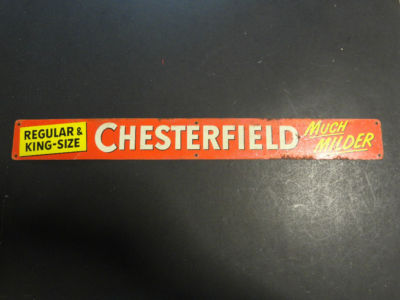 REGULAR &
KING-SIZE
CHESTERFIELD
MUCH
MILDER